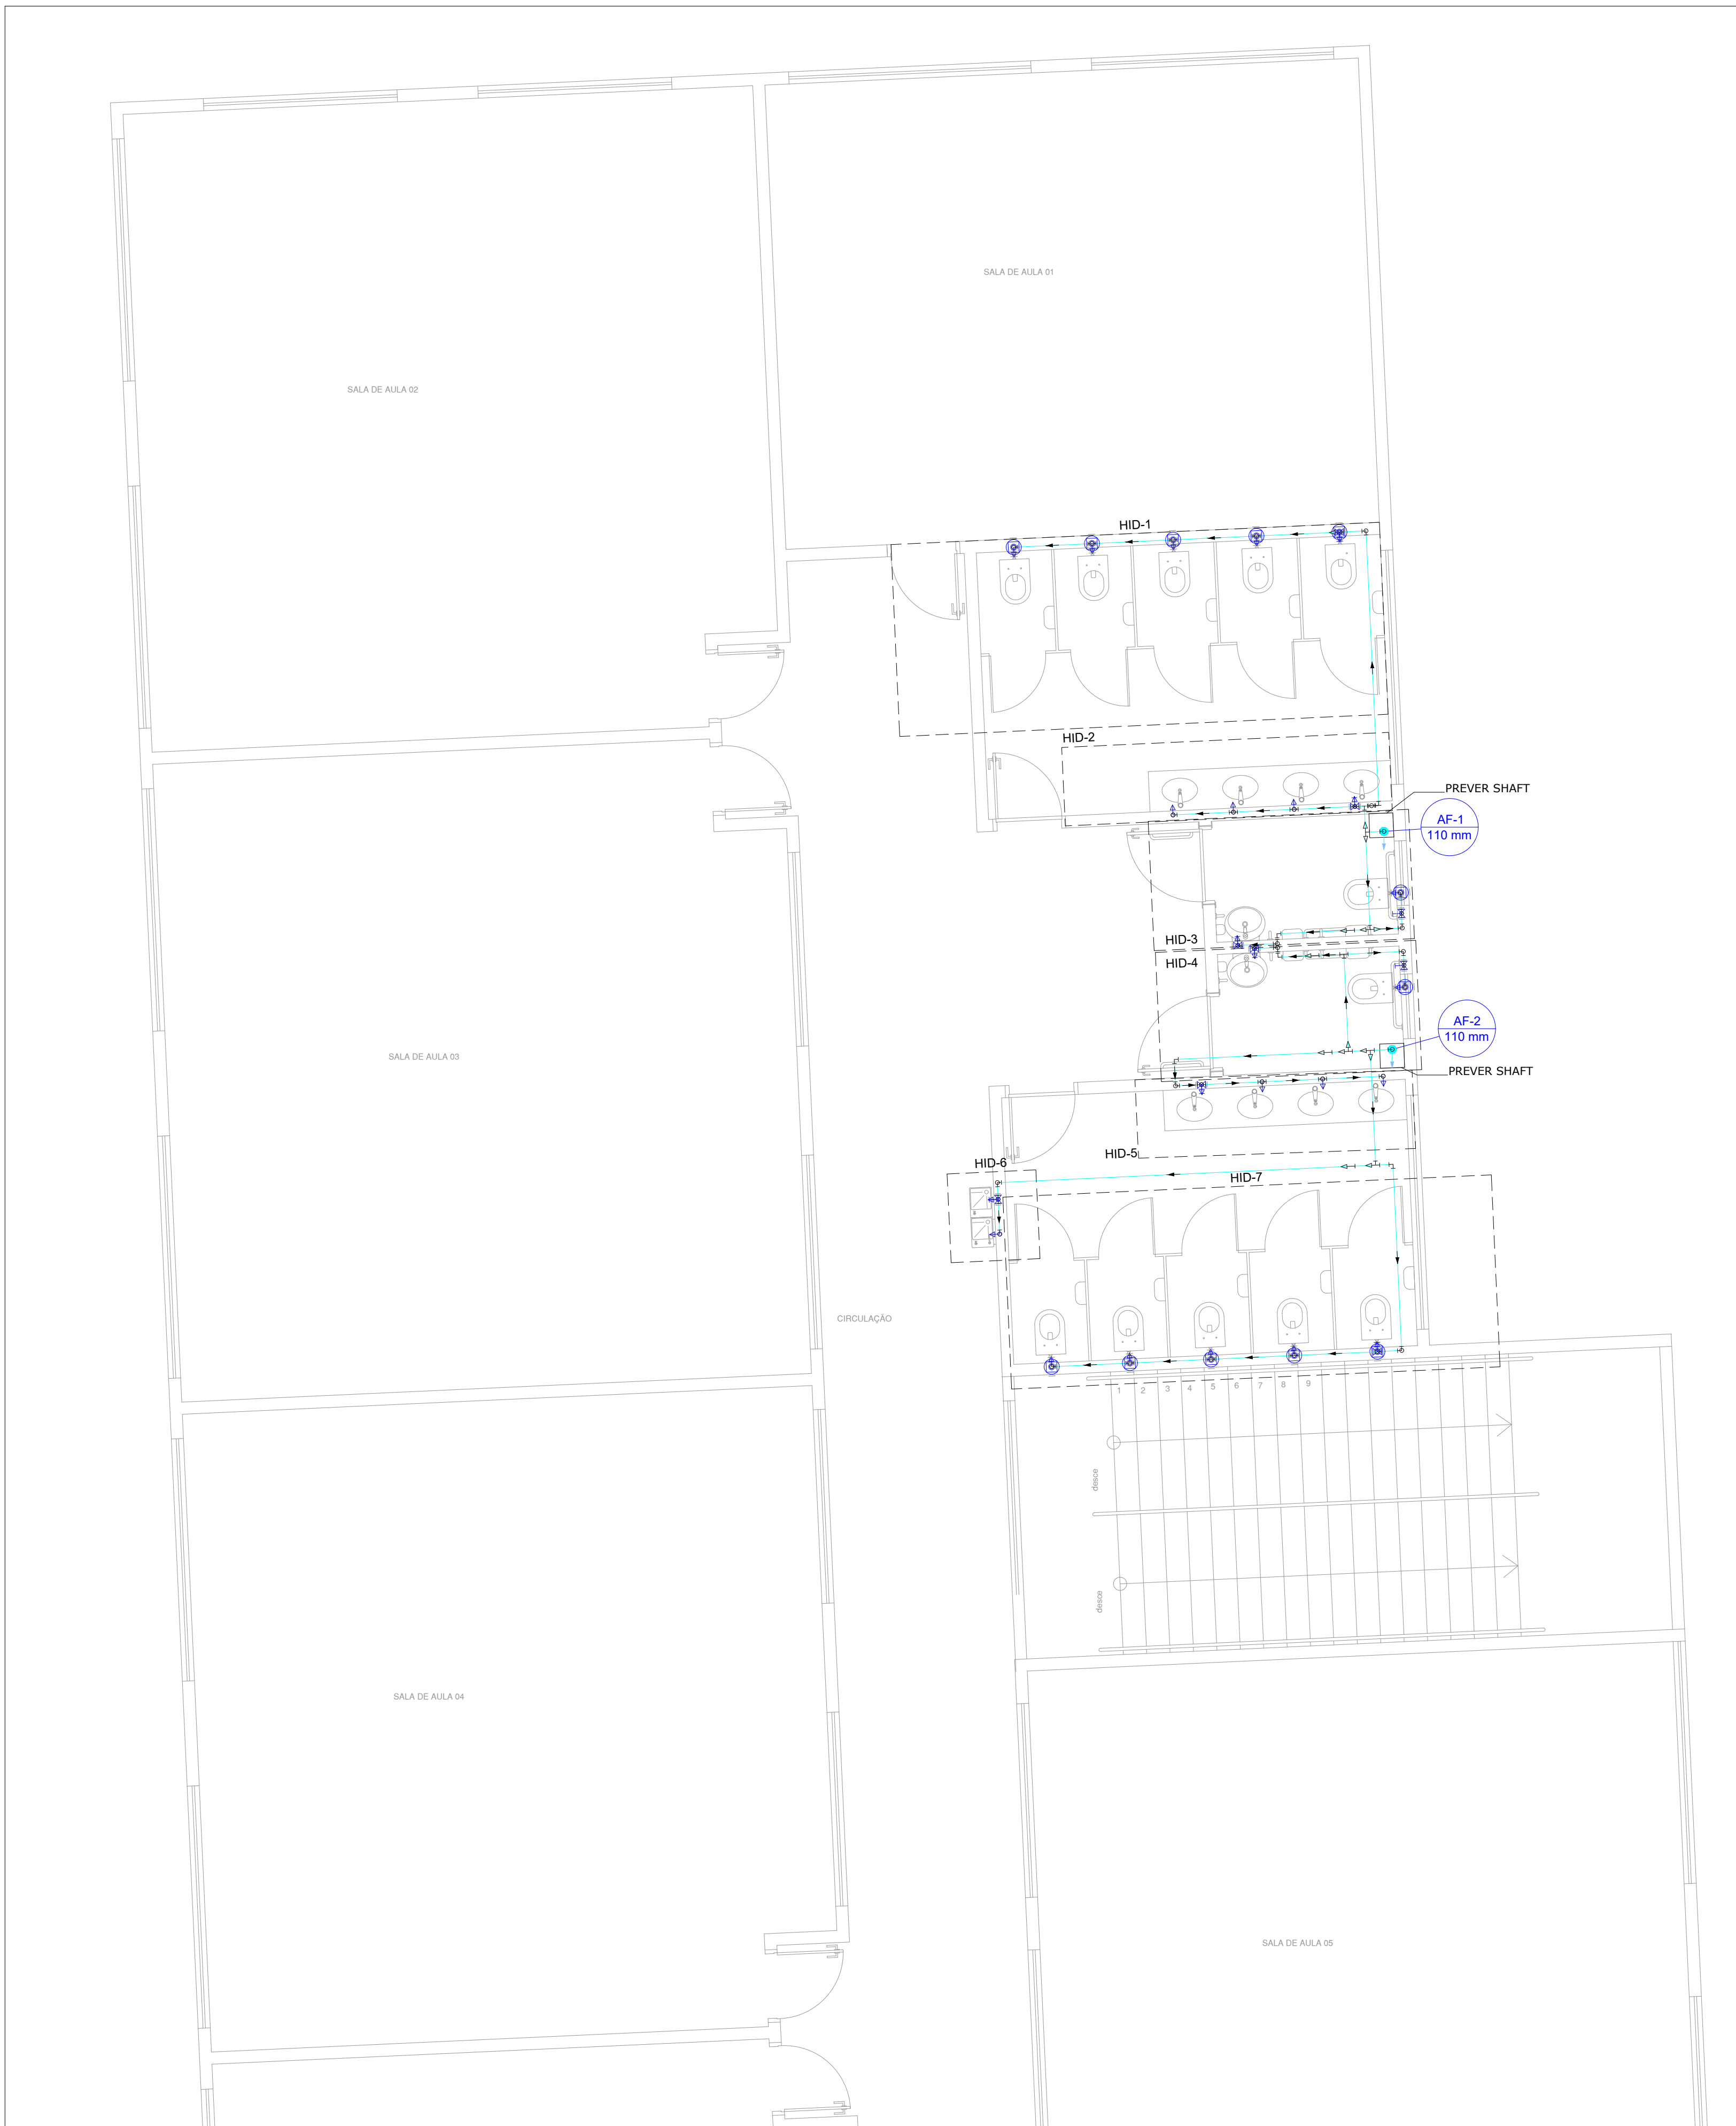 SALA DE AULA 01
SALA DE AULA 02
HID-1
HID-2
PREVER SHAFT
AF-1
110 mm
HID-3
HID-4
AF-2
110 mm
SALA DE AULA 03
PREVER SHAFT
HID-5
HID-6
HID-7
CIRCULAÇÃO
1
2
3
4
5
6
7
8
9
desce
desce
SALA DE AULA 04
SALA DE AULA 05